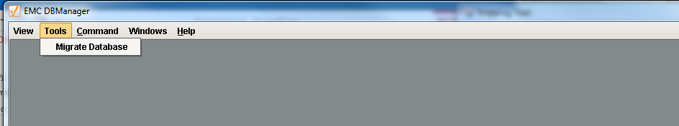 EMC DBManager
View Tools Command Windows Help
Migrate Database